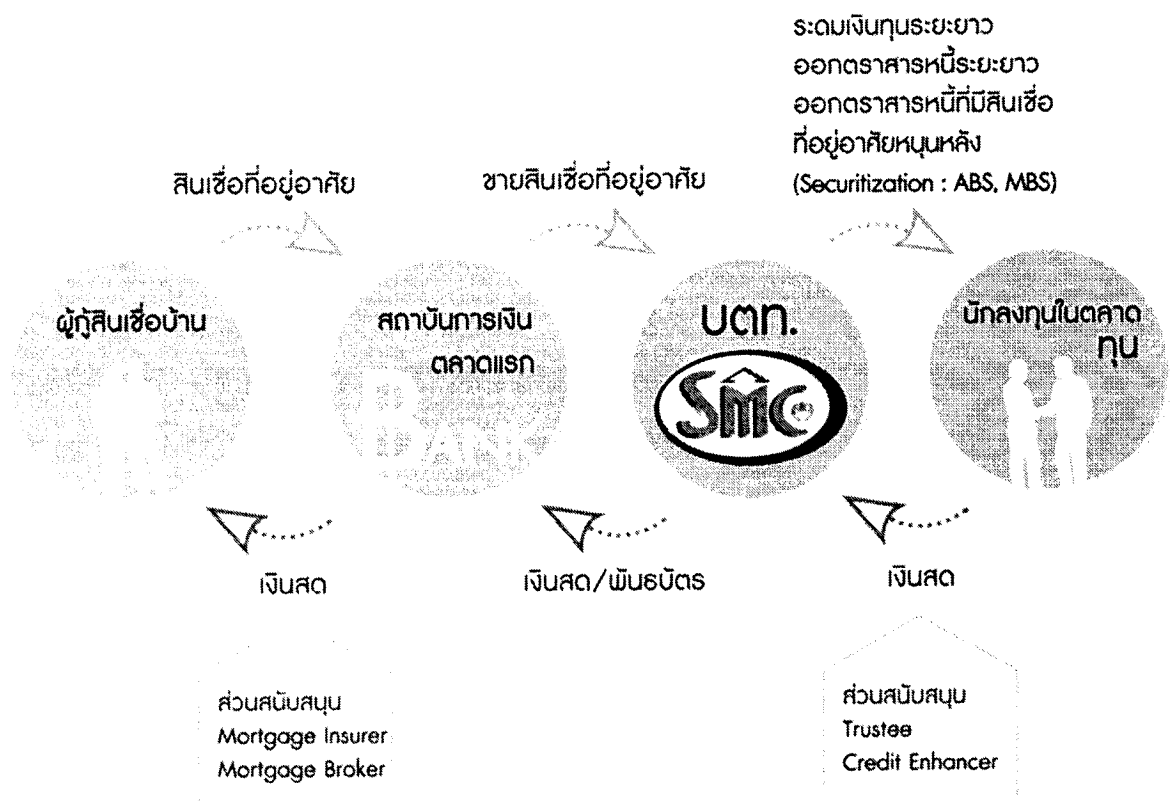 ระดมเงินทุนระยะยาว
ออกตราสารหนี้ระยะยาว
ออกตราสารหนี้ที่มีสินเชื่อ
ที่อยู่อาศัยหนุนหลัง
(Securitization : ABS, MBS)
สินเชื่อที่อยู่อาศัย
ขายสินเชื่อที่อยู่อาศัย
ผู้กู้สินเชื่อบ้าน
สถาบันการเงิน
ตลาดแรก
BANK
บตท.
SMC
นักลงทุนในตลาด
ทุน
เงินสด
เงินสด/พันธบัตร
เงินสด
ส่วนสนับสนุน
Mortgage Insurer
Mortgage Broker
ส่วนสนับสนุน
Trustee
Credit Enhancer